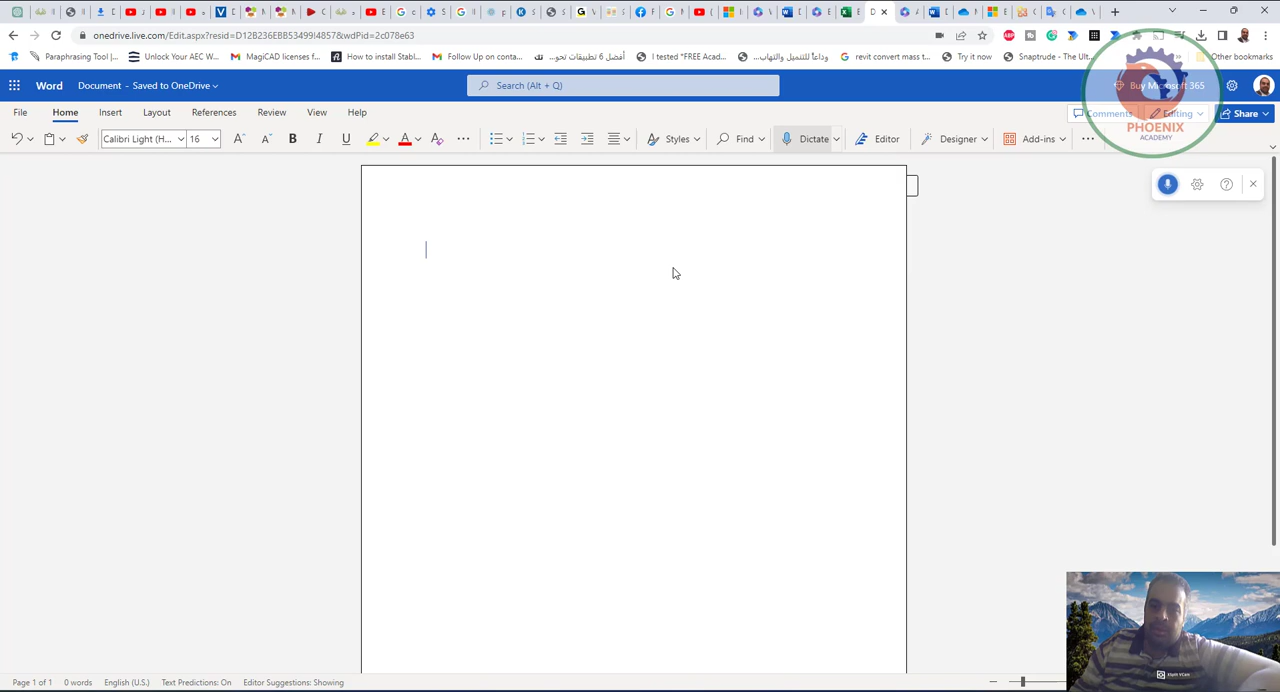 onedrive.live.com/Edit.aspx?resid=D12B236EBB53499!4857&wdPid=2c078e63
Paraphrasing Tool |...
Unlock Your AEC W...
MagiCAD licenses f...
How to install Stabl...
Follow Up on conta...
أفضل 6 تطبيقات تحو...
I tested *FREE Acad...
revit convert mass t...
Try it now
Snaptrude - The Ult...
Other bookmarks
Word
Document - Saved to OneDrive
Search (Alt + Q)
Buy Microsoft 365
File
Home
Insert
Layout
References
Review
View
Help
Comments
Editing
Share
PHOENIX
ACADEMY
Calibri Light (H...
16
B
I
U
A
Styles
Find
Dictate
Editor
Designer
Add-ins
Page 1 of 1
0 words
English (U.S.)
Text Predictions: On
Editor Suggestions: Showing
XSplit VCam